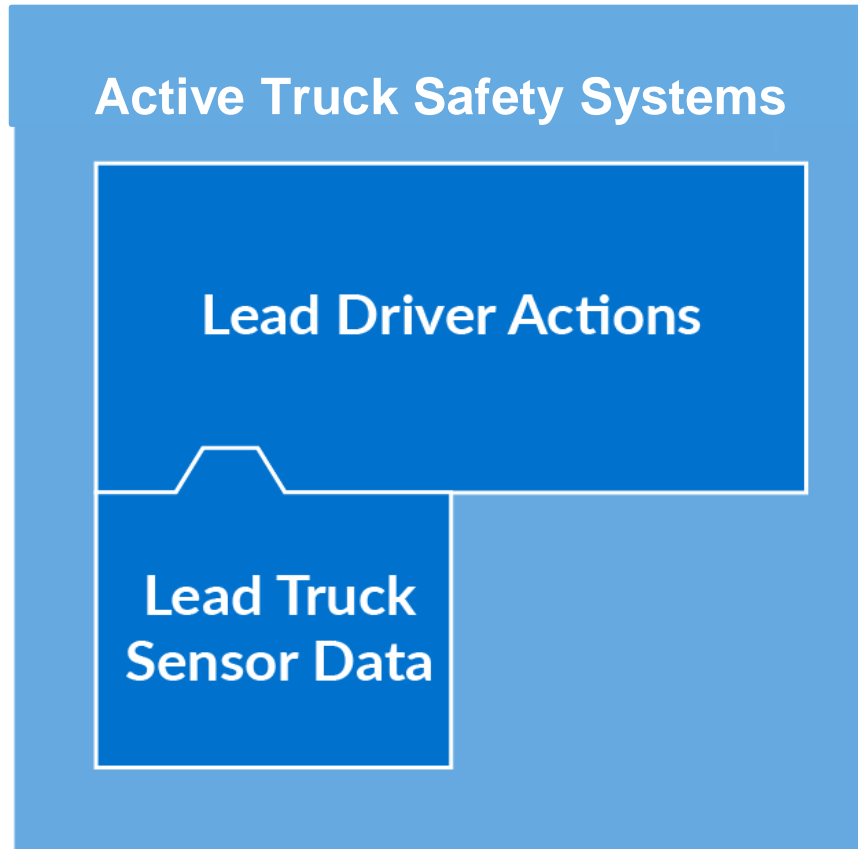 Active Truck Safety Systems
Lead Driver Actions
Lead Truck
Sensor Data